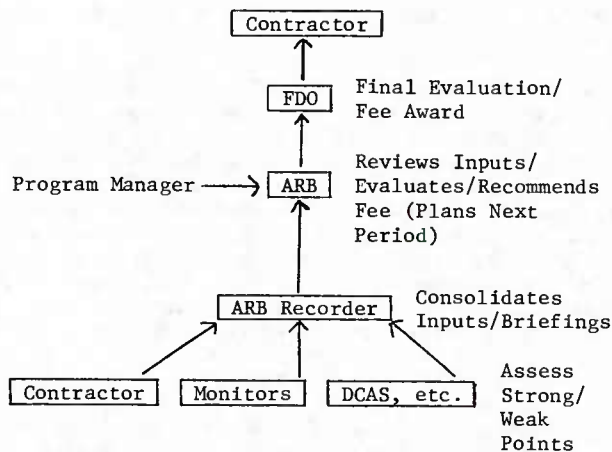 Contractor
FDO
Final Evaluation/
Fee Award
Program Manager
ARB
Reviews Inputs/
Evaluates/Recommends
Fee (Plans Next
Period)
ARB Recorder
Consolidates
Inputs/Briefings
Contractor
Monitors
DCAS, etc.
Assess
Strong/
Weak
Points